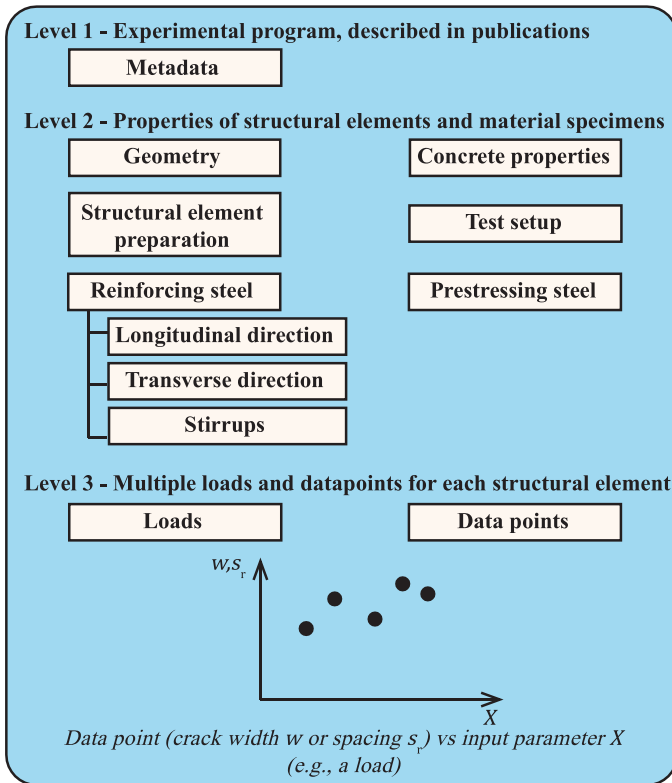 Level 1 - Experimental program, described in publications
Metadata
Level 2 - Properties of structural elements and material specimens
Geometry
Concrete properties
Structural element
preparation
Test setup
Reinforcing steel
Prestressing steel
Longitudinal direction
Transverse direction
Stirrups
Level 3 - Multiple loads and datapoints for each structural element
Loads
Data points
w,sr
X
Data point (crack width w or spacing sr) vs input parameter X
(e.g., a load)